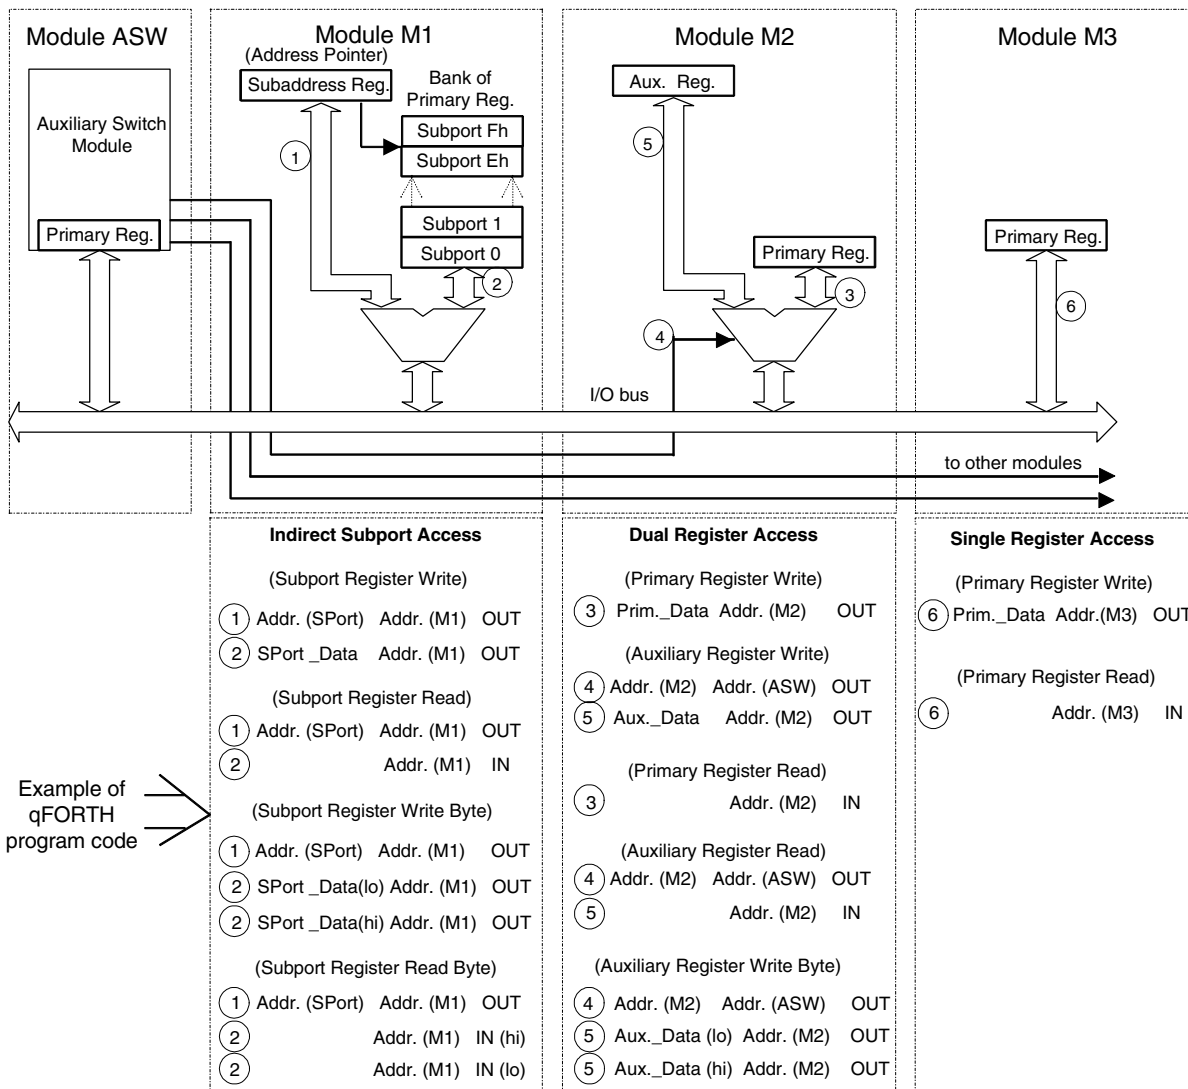 Module ASW
Auxiliary Switch
Module
Primary Reg.
Module M1
(Address Pointer)
Subaddress Reg.
Bank of
Primary Reg.
Subport Fh
Subport Eh
Subport 1
Subport 0
1
2
Module M2
Aux. Reg.
5
Primary Reg.
3
4
I/O bus
Module M3
Primary Reg.
6
to other modules
Example of
qFORTH
program code
Indirect Subport Access
(Subport Register Write)
1 Addr. (SPort) Addr. (M1) OUT
2 SPort _Data Addr. (M1) OUT
(Subport Register Read)
1 Addr. (SPort) Addr. (M1) OUT
2 Addr. (M1) IN
(Subport Register Write Byte)
1 Addr. (SPort) Addr. (M1) OUT
2 SPort _Data(lo) Addr. (M1) OUT
2 SPort _Data(hi) Addr. (M1) OUT
(Subport Register Read Byte)
1 Addr. (SPort) Addr. (M1) OUT
2 Addr. (M1) IN (hi)
2 Addr. (M1) IN (lo)
Dual Register Access
(Primary Register Write)
3 Prim._Data Addr. (M2) OUT
(Auxiliary Register Write)
4 Addr. (M2) Addr. (ASW) OUT
5 Aux._Data Addr. (M2) OUT
(Primary Register Read)
3 Addr. (M2) IN
(Auxiliary Register Read)
4 Addr. (M2) Addr. (ASW) OUT
5 Addr. (M2) IN
(Auxiliary Register Write Byte)
4 Addr. (M2) Addr. (ASW) OUT
5 Aux._Data (lo) Addr. (M2) OUT
5 Aux._Data (hi) Addr. (M2) OUT
Single Register Access
(Primary Register Write)
6 Prim._Data Addr.(M3) OUT
(Primary Register Read)
6 Addr. (M3) IN